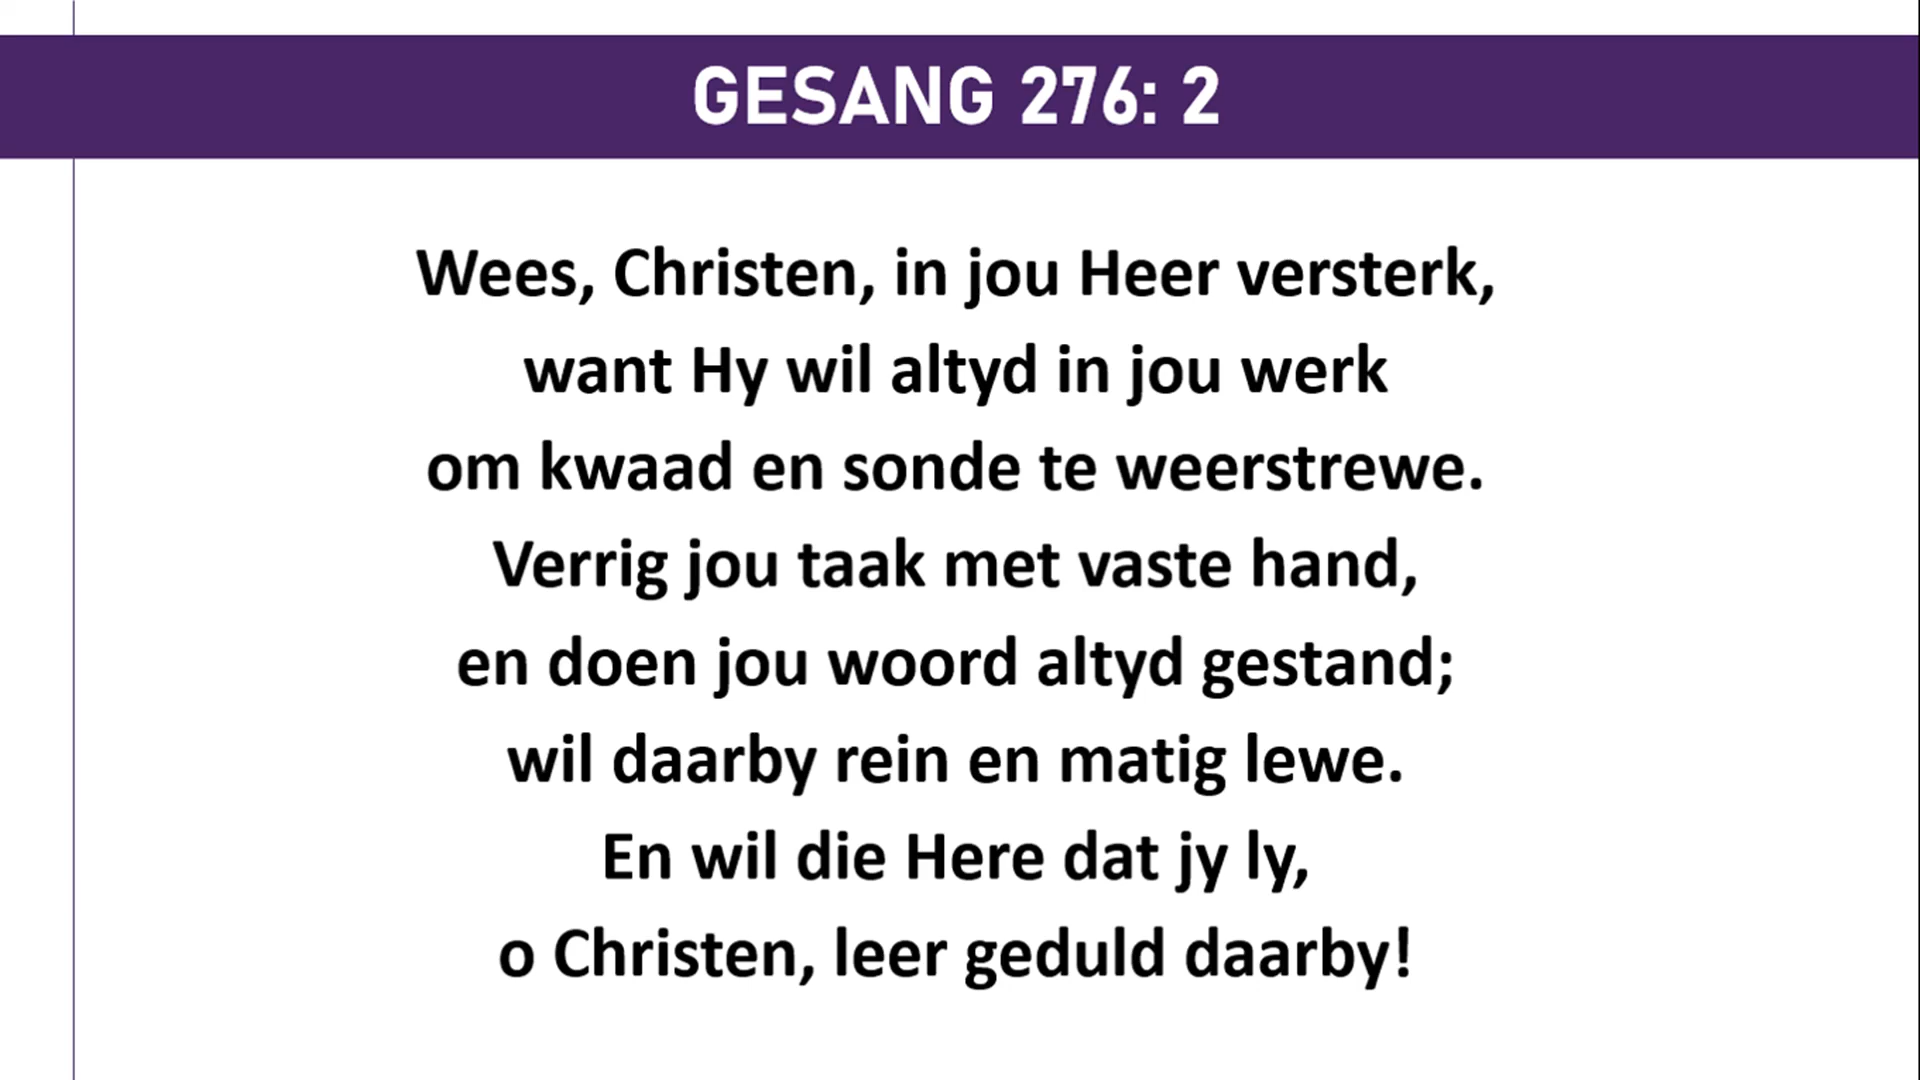 GESANG 276: 2
Wees, Christen, in jou Heer versterk,
want Hy wil altyd in jou werk
om kwaad en sonde te weerstrewe.
Verrig jou taak met vaste hand,
en doen jou woord altyd gestand;
wil daarby rein en matig lewe.
En wil die Here dat jy ly,
o Christen, leer geduld daarby!